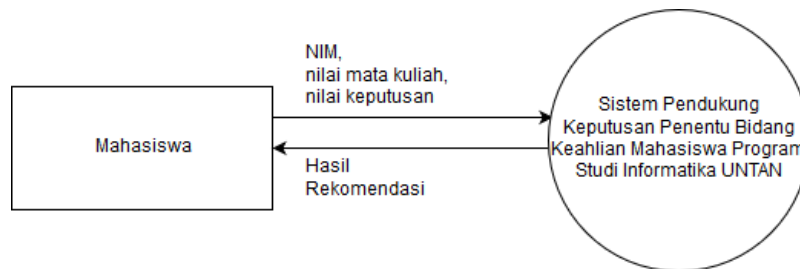 NIM,
nilai mata kuliah,
nilai keputusan
Mahasiswa
Hasil
Rekomendasi
Sistem Pendukung
Keputusan Penentu Bidang
Keahlian Mahasiswa Program
Studi Informatika UNTAN